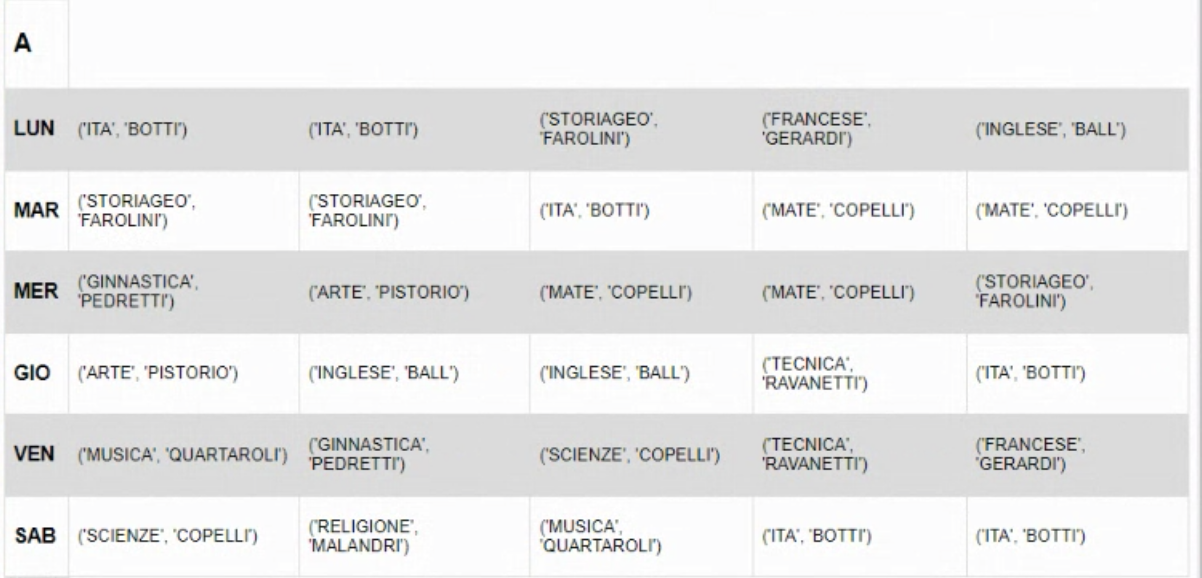 A
LUN ('ITA', 'BOTTI') ('ITA', 'BOTTI') ('STORIAGEO', 'FAROLINI') ('FRANCESE', 'GERARDI') ('INGLESE', 'BALL')
MAR ('STORIAGEO', 'FAROLINI') ('STORIAGEO', 'FAROLINI') ('ITA', 'BOTTI') ('MATE', 'COPELLI') ('MATE', 'COPELLI')
MER ('GINNASTICA', 'PEDRETTI') ('ARTE', 'PISTORIO') ('MATE', 'COPELLI') ('MATE', 'COPELLI') ('STORIAGEO', 'FAROLINI')
GIO ('ARTE', 'PISTORIO') ('INGLESE', 'BALL') ('INGLESE', 'BALL') ('TECNICA', 'RAVANETTI') ('ITA', 'BOTTI')
VEN ('MUSICA', 'QUARTAROLI') ('GINNASTICA', 'PEDRETTI') ('SCIENZE', 'COPELLI') ('TECNICA', 'RAVANETTI') ('FRANCESE', 'GERARDI')
SAB ('SCIENZE', 'COPELLI') ('RELIGIONE', 'MALANDRI') ('MUSICA', 'QUARTAROLI') ('ITA', 'BOTTI') ('ITA', 'BOTTI')